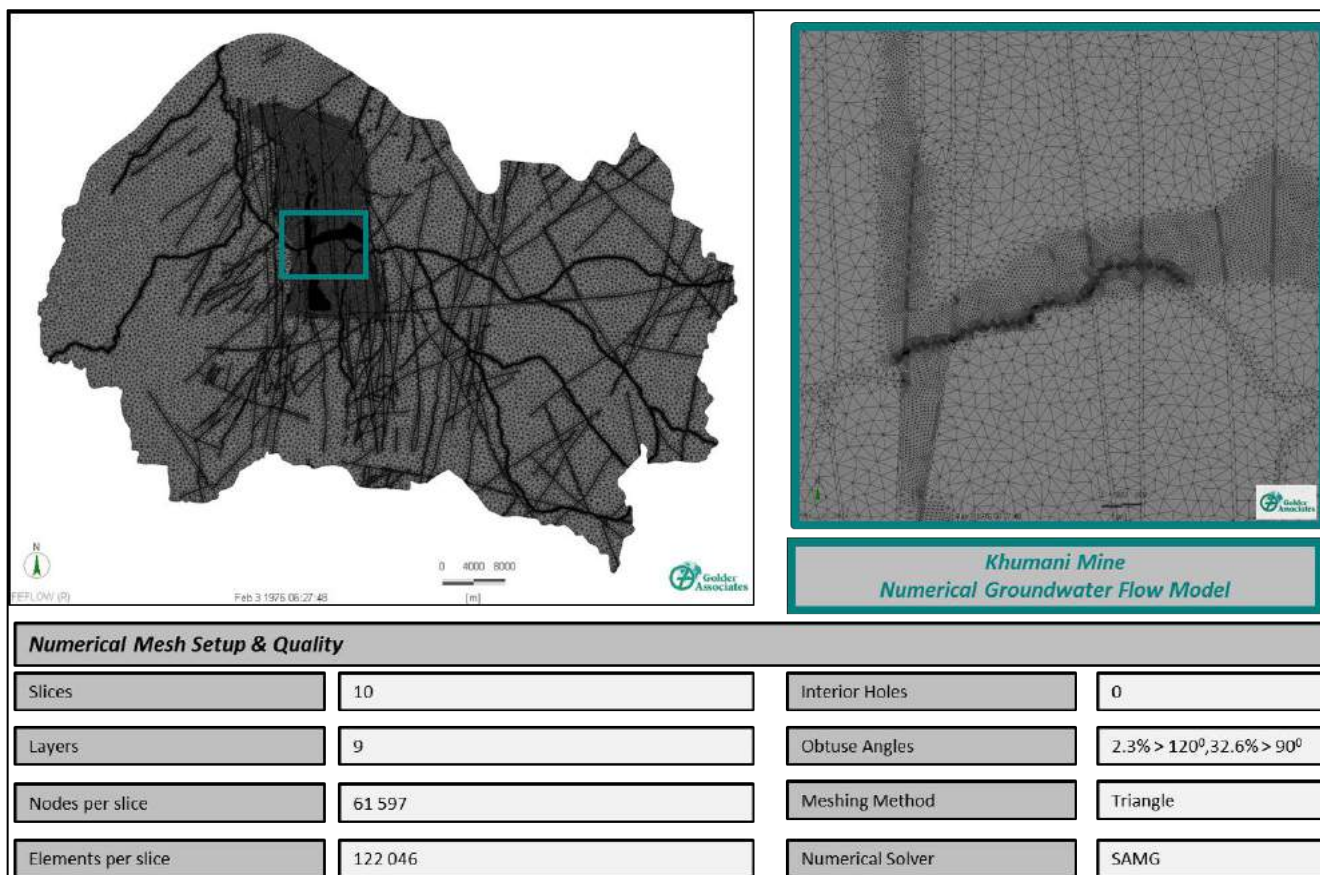 N
FEFLOW (R)
Feb 3 1976 06:27:48
0 4000 8000
[m]
Golder
Associates
Golder
Associates
Khumani Mine
Numerical Groundwater Flow Model
Numerical Mesh Setup & Quality
Slices
10
Interior Holes
0
Layers
9
Obtuse Angles
2.3% > 120⁰,32.6% > 90⁰
Nodes per slice
61 597
Meshing Method
Triangle
Elements per slice
122 046
Numerical Solver
SAMG